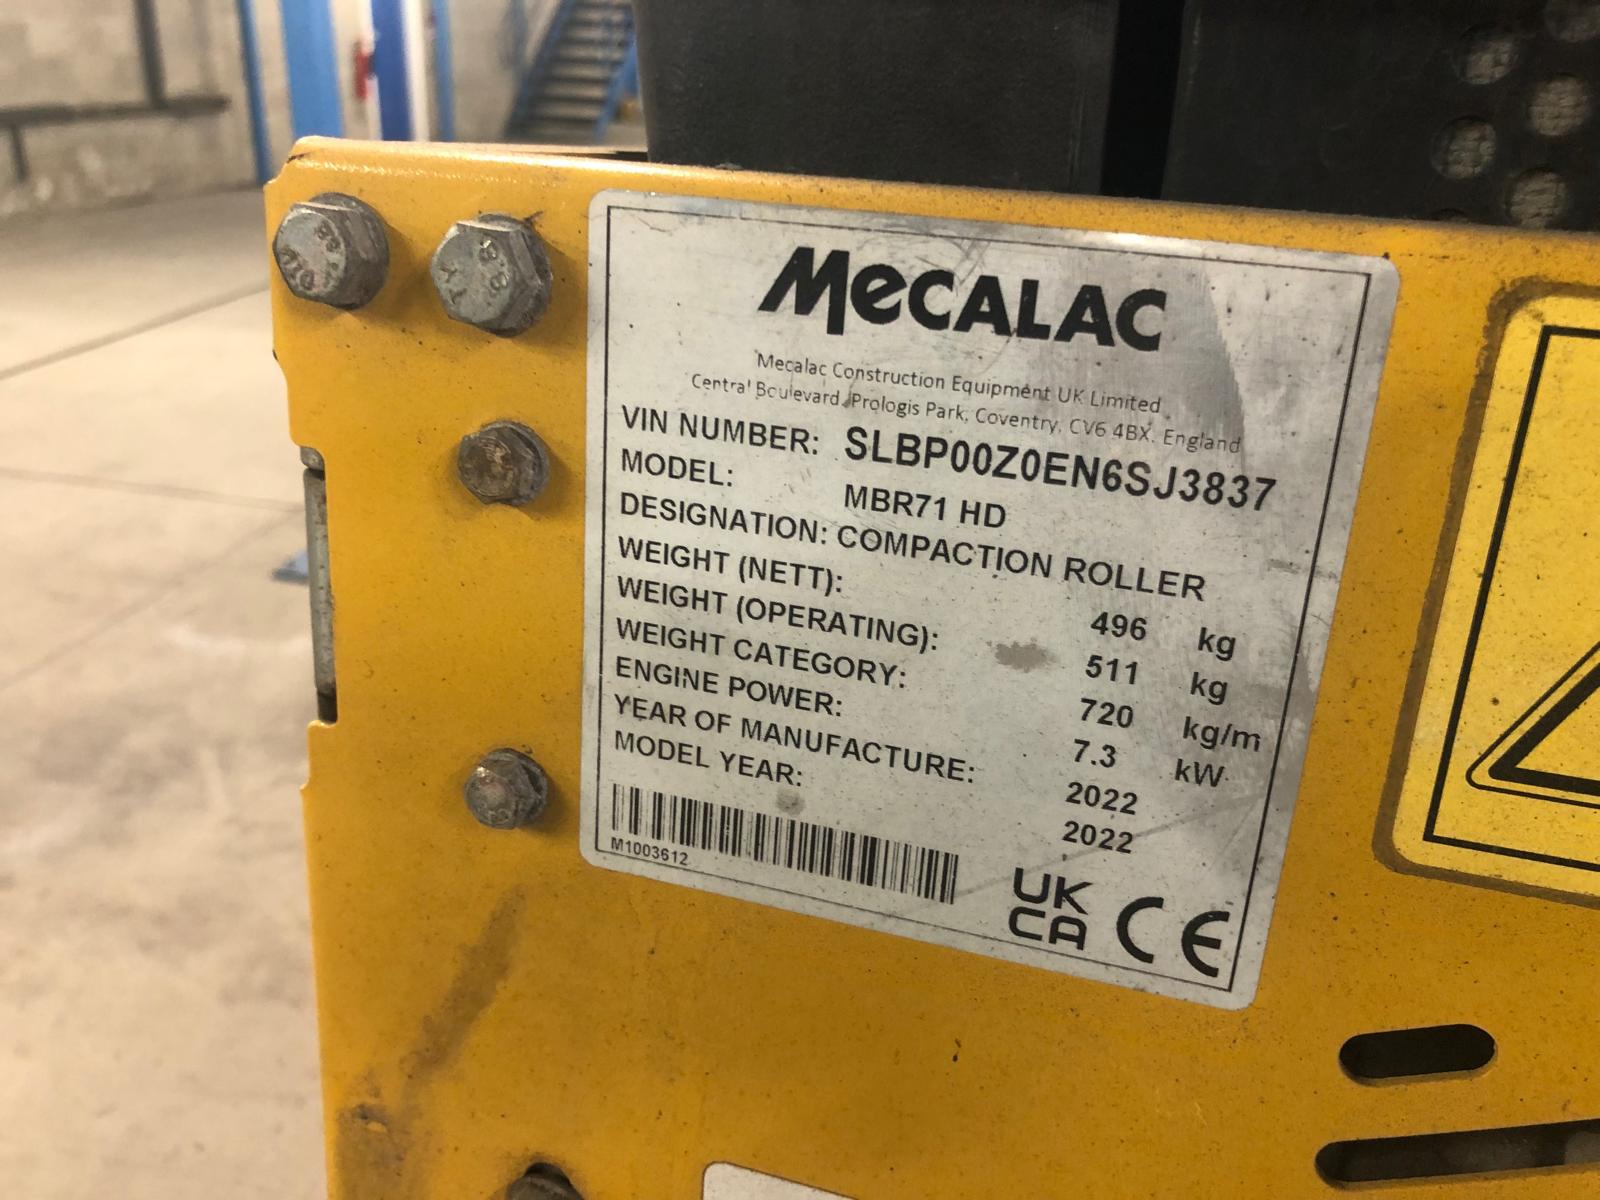 MeCALAC
Mecalac Construction Equipment UK Limited
Central Boulevard, Prologis Park, Coventry, CV6 4BX, England
VIN NUMBER: SLBP00Z0EN6SJ3837
MODEL: MBR71 HD
DESIGNATION: COMPACTION ROLLER
WEIGHT (NETT): 496 kg
WEIGHT (OPERATING): 511 kg
WEIGHT CATEGORY: 720 kg/m
ENGINE POWER: 7.3 kW
YEAR OF MANUFACTURE: 2022
MODEL YEAR: 2022
M1003612
UK
CA CE
8.8